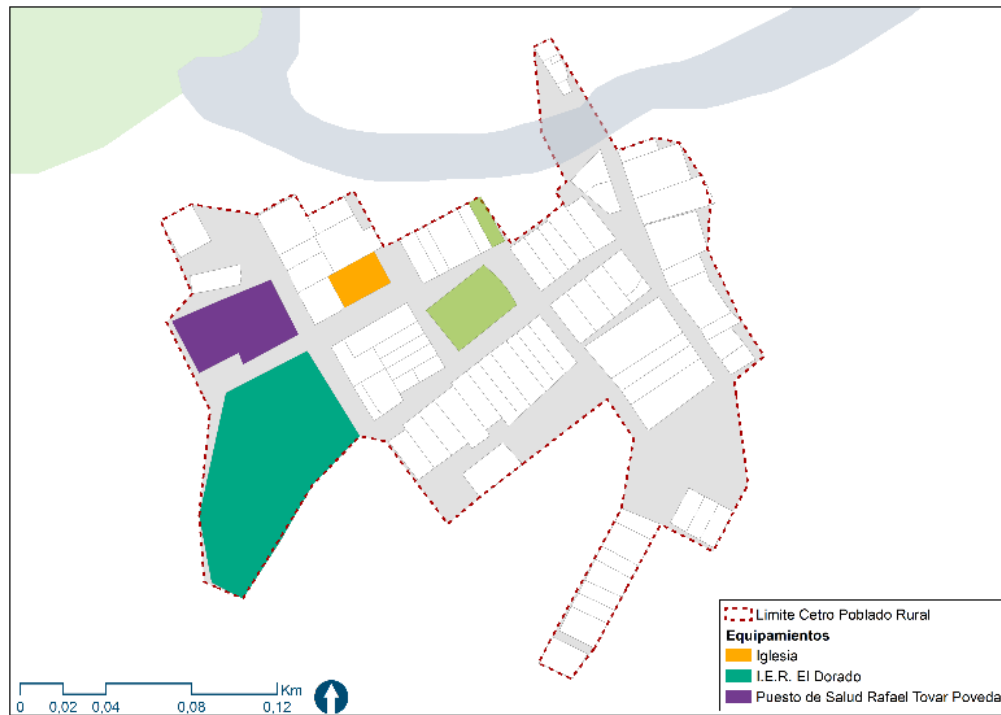 Limite Cetro Poblado Rural
Equipamientos
Iglesia
I.E.R. El Dorado
Puesto de Salud Rafael Tovar Poveda
Km
0 0,02 0,04 0,08 0,12